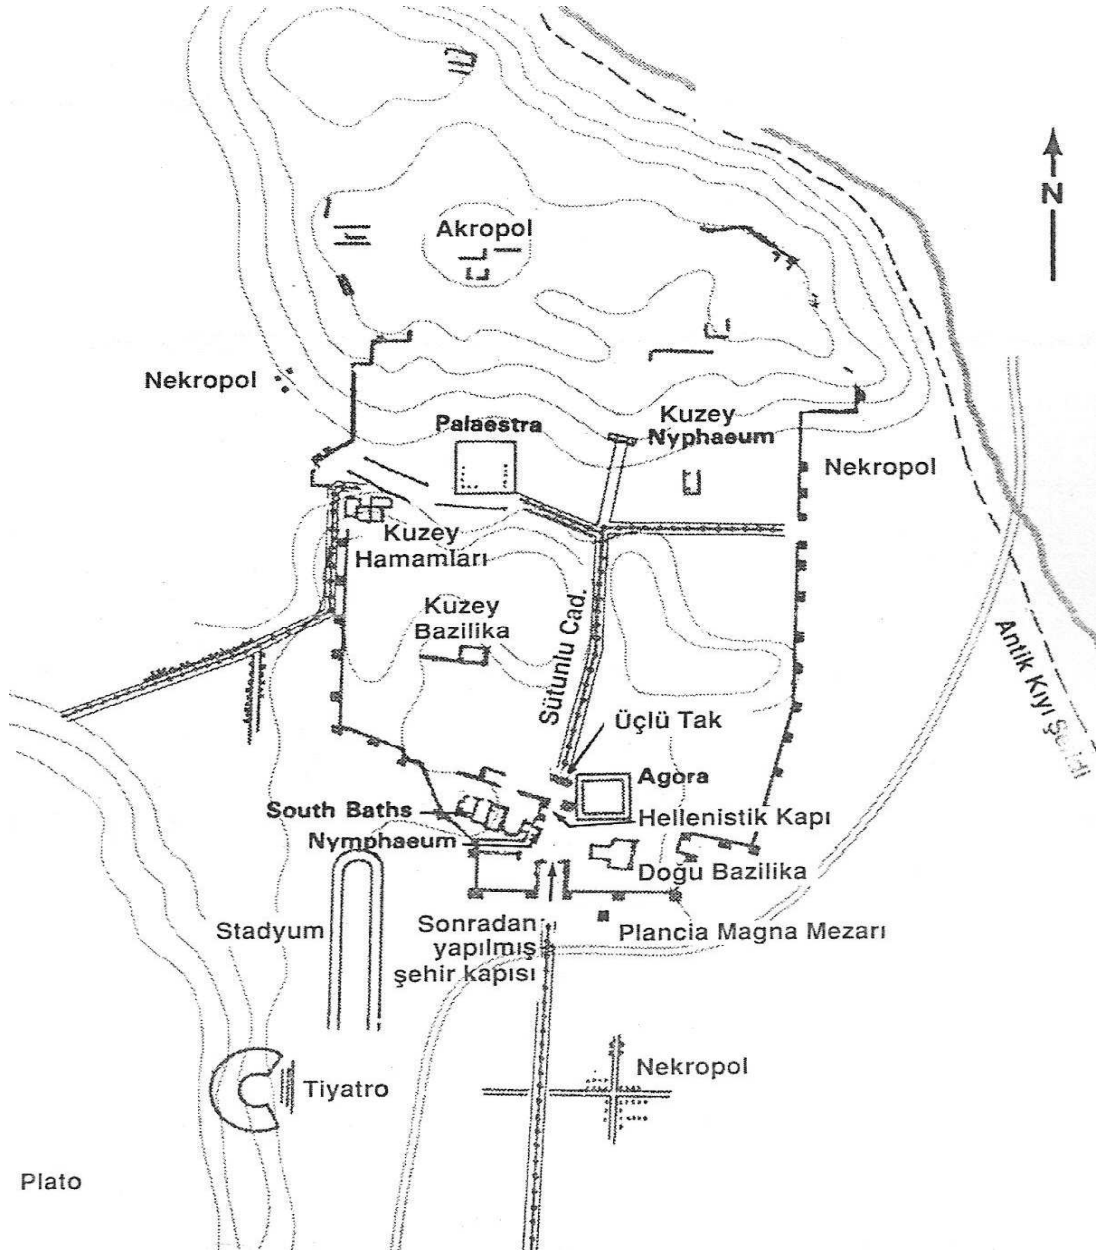 N
Akropol
Nekropol
Palaestra
Kuzey
Nyphaeum
Nekropol
Kuzey
Hamamları
Kuzey
Bazilika
Sütunlu Cad.
Antik Kıyı Şeridi
Üçlü Tak
Agora
South Baths
Hellenistik Kapı
Nymphaeum
Doğu Bazilika
Stadyum
Sonradan
yapılmış
şehir kapısı
Plancia Magna Mezarı
Nekropol
Tiyatro
Plato